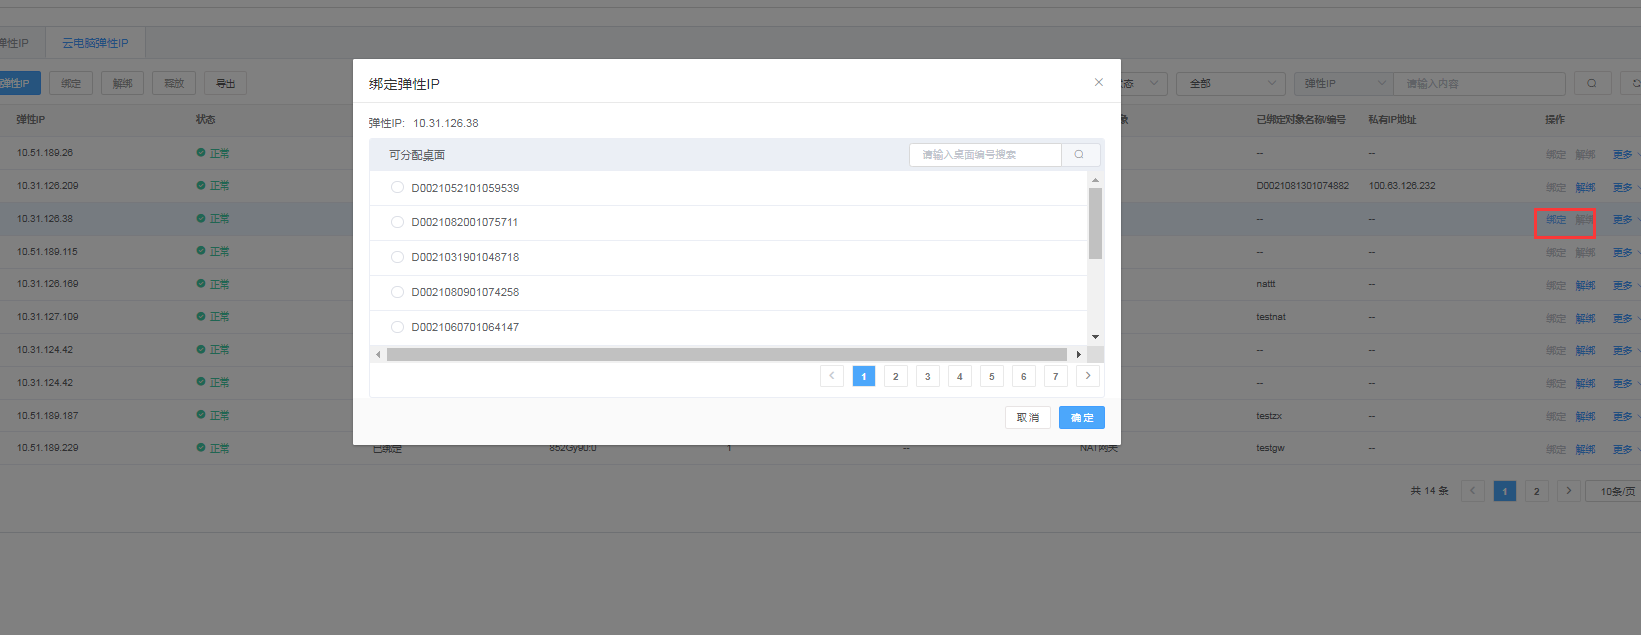 弹性IP 云电脑弹性IP
弹性IP 绑定 解绑 释放 导出
状态 全部 弹性IP 请输入内容
弹性IP 状态 已绑定对象名称/编号 私有IP地址 操作
10.51.189.26 正常 -- -- 绑定 解绑 更多
10.31.126.209 正常 D0021081301074882 100.63.126.232 绑定 解绑 更多
10.31.126.38 正常 -- -- 绑定 解绑 更多
10.51.189.115 正常 -- -- 绑定 解绑 更多
10.31.126.169 正常 nattt -- 绑定 解绑 更多
10.31.127.109 正常 testnat -- 绑定 解绑 更多
10.31.124.42 正常 -- -- 绑定 解绑 更多
10.31.124.42 正常 -- -- 绑定 解绑 更多
10.51.189.187 正常 testzx -- 绑定 解绑 更多
10.51.189.229 正常 已绑定 1 -- NAT网关 testgw -- 绑定 解绑 更多
共 14 条 1 2 10条/页
绑定弹性IP
弹性IP: 10.31.126.38
可分配桌面 请输入桌面编号搜索
D0021052101059539
D0021082001075711
D0021031901048718
D0021080901074258
D0021060701064147
1 2 3 4 5 6 7
取消 确定